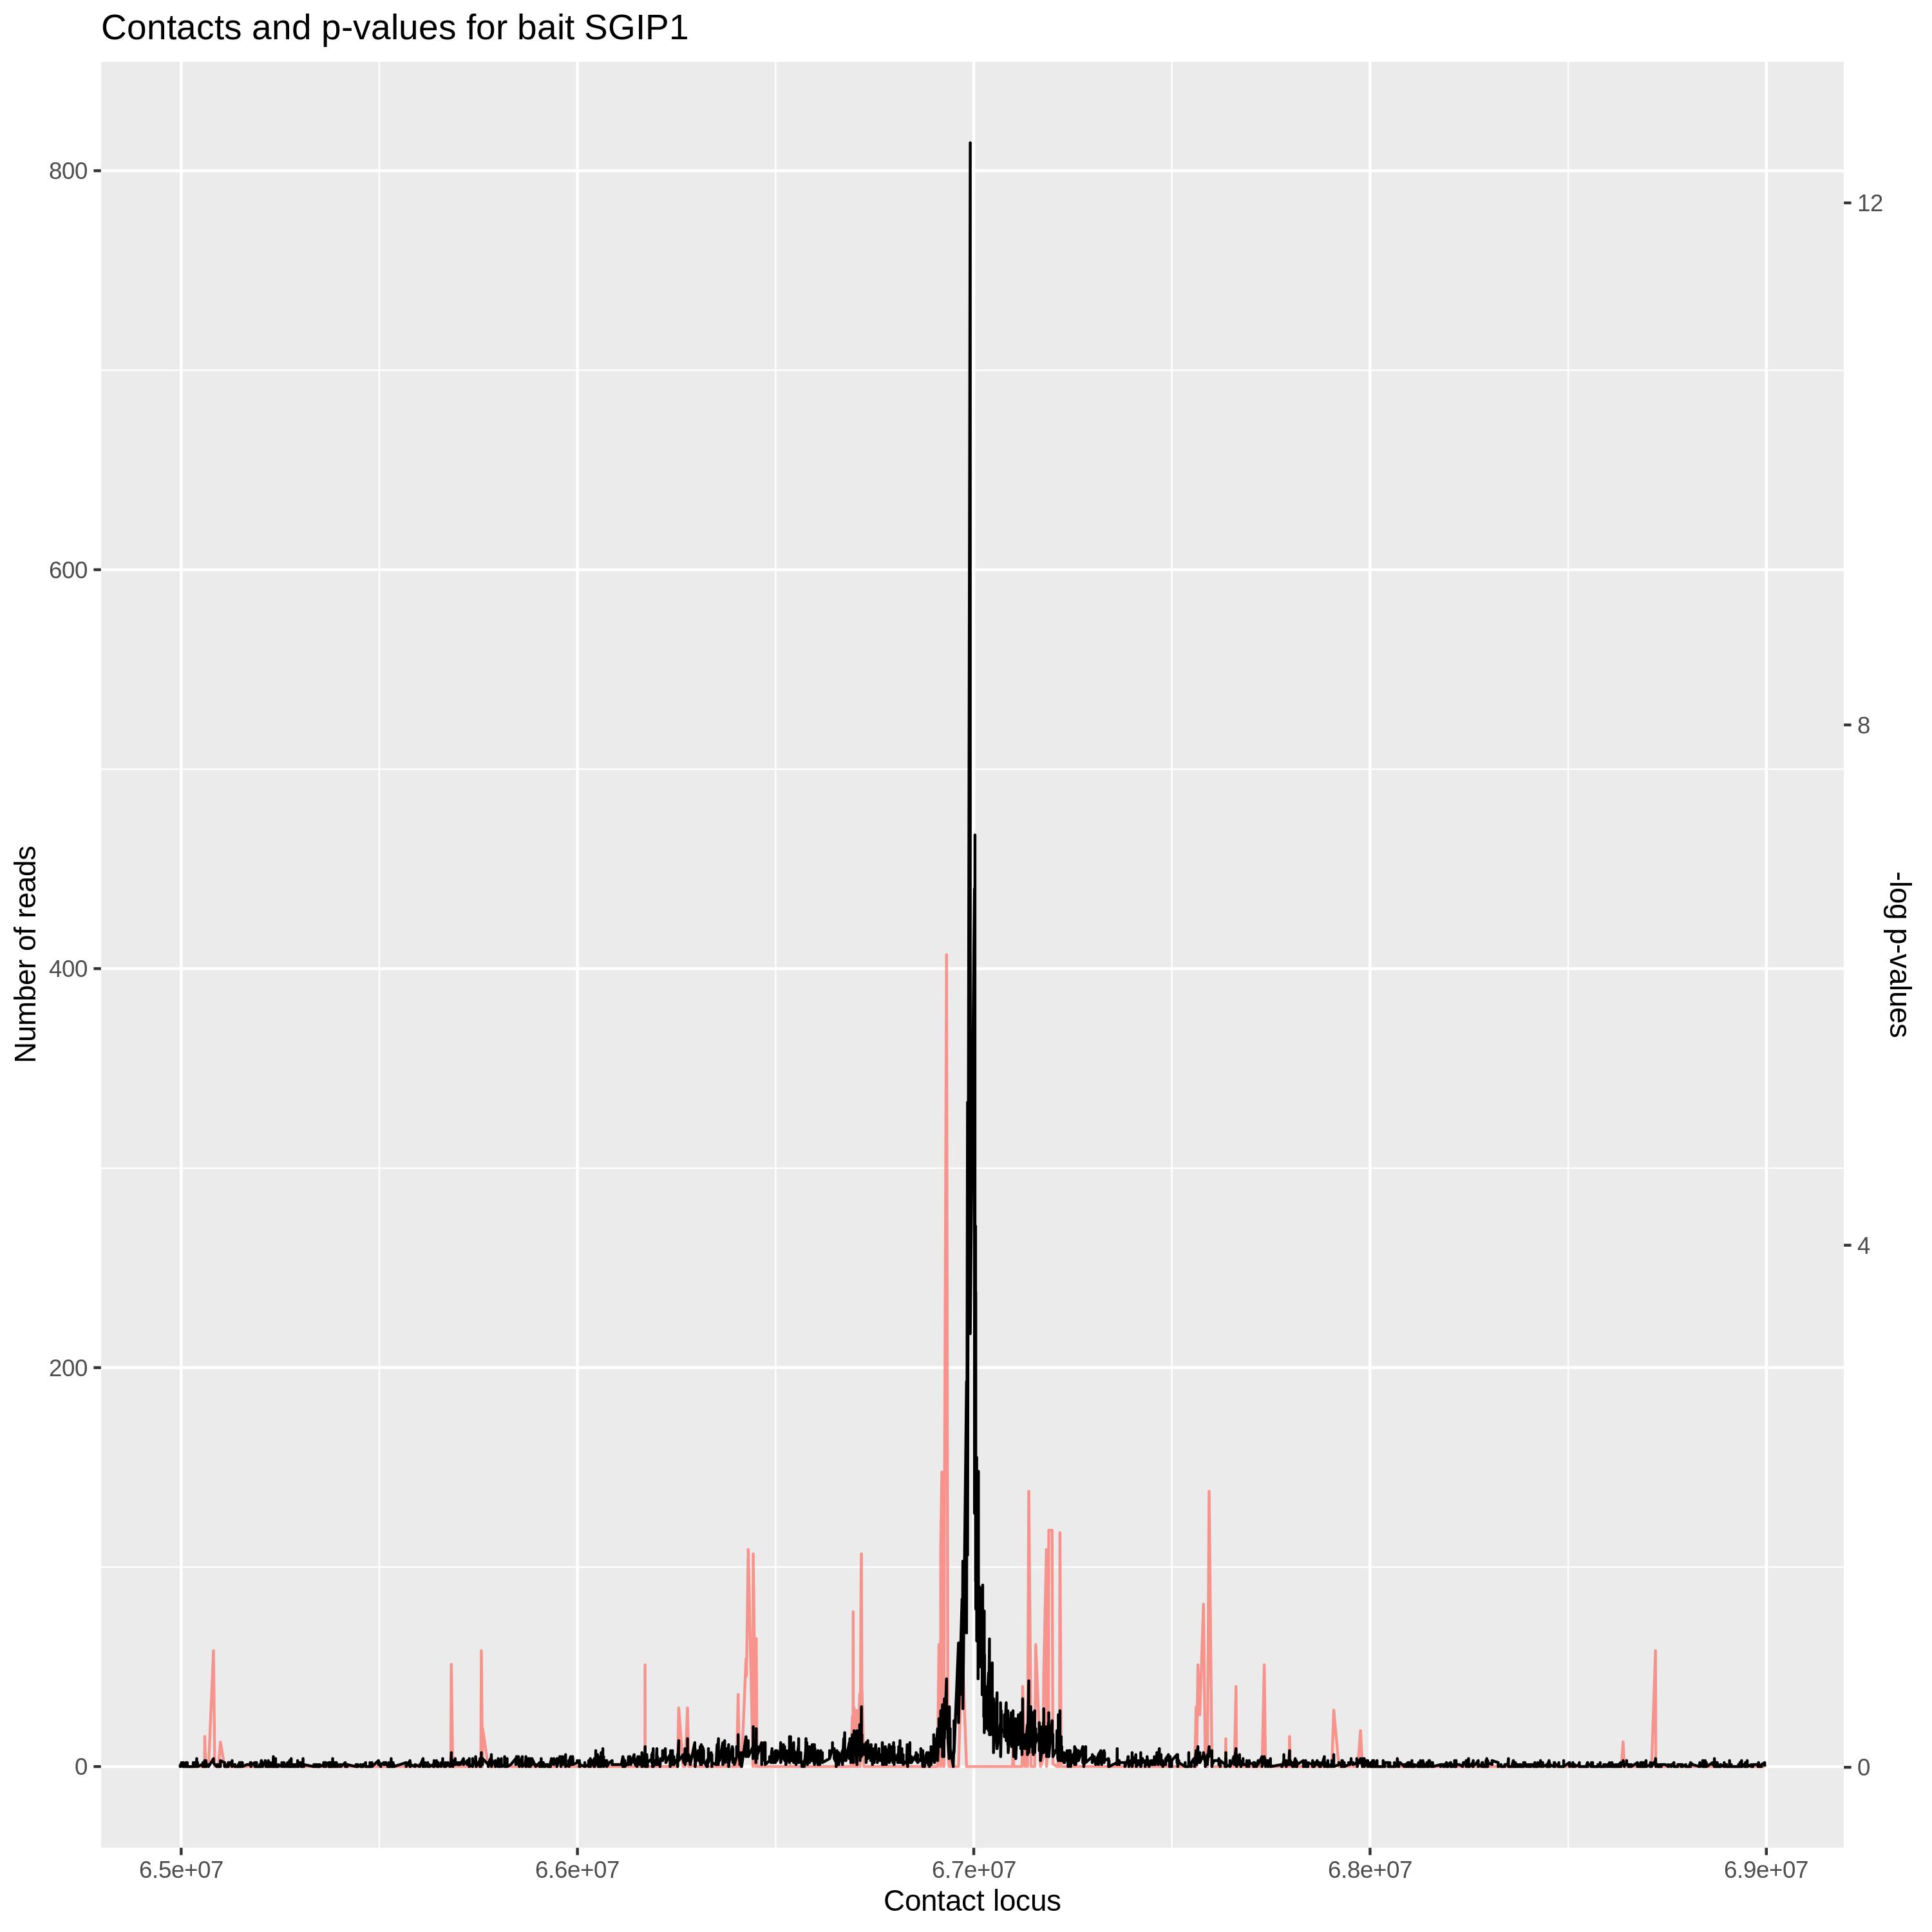 Contacts and p-values for bait SGIP1
800
600
400
200
0
Number of reads
12
8
4
0
-log p-values
6.5e+07
6.6e+07
6.7e+07
6.8e+07
6.9e+07
Contact locus